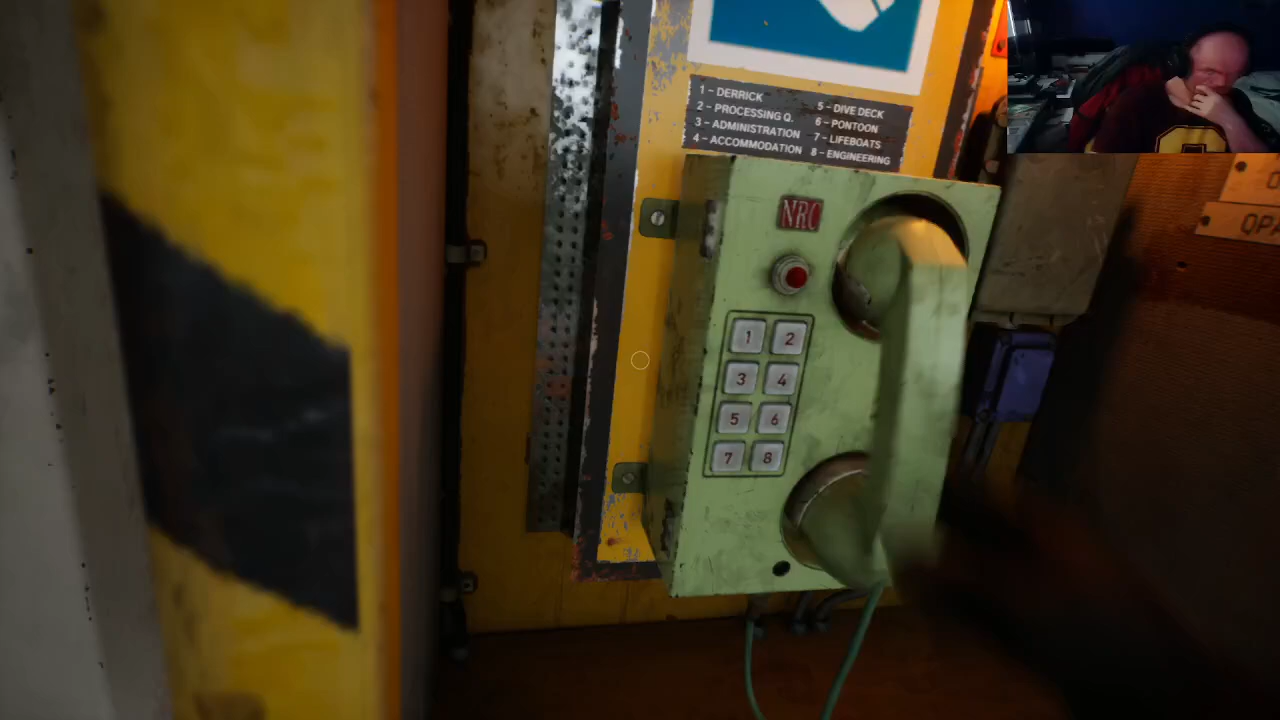 1 - DERRICK
2 - PROCESSING Q.
3 - ADMINISTRATION
4 - ACCOMMODATION
5 - DIVE DECK
6 - PONTOON
7 - LIFEBOATS
8 - ENGINEERING
NRC
1 2
3 4
5 6
7 8